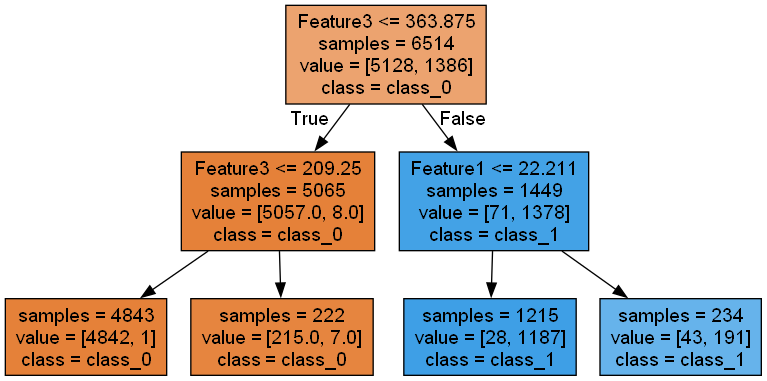 Feature3 <= 363.875
samples = 6514
value = [5128, 1386]
class = class_0
True
False
Feature3 <= 209.25
samples = 5065
value = [5057.0, 8.0]
class = class_0
Feature1 <= 22.211
samples = 1449
value = [71, 1378]
class = class_1
samples = 4843
value = [4842, 1]
class = class_0
samples = 222
value = [215.0, 7.0]
class = class_0
samples = 1215
value = [28, 1187]
class = class_1
samples = 234
value = [43, 191]
class = class_1